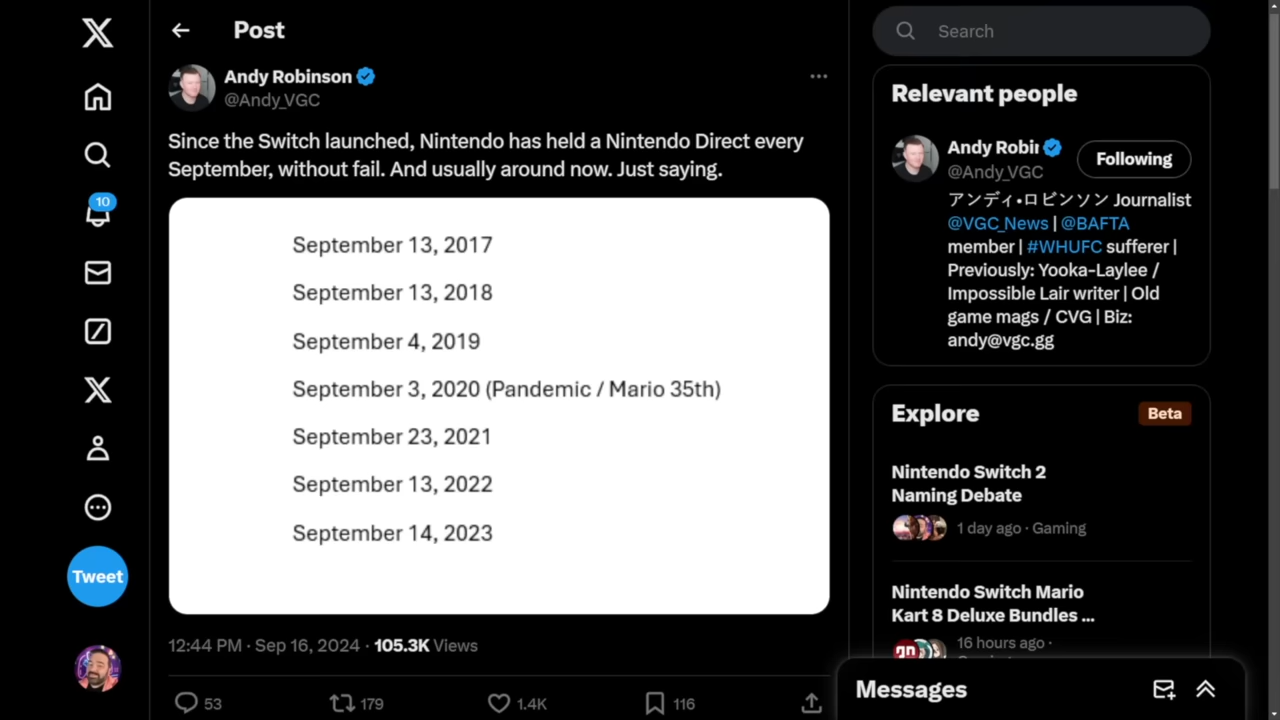 Post
Andy Robinson
@Andy_VGC
Since the Switch launched, Nintendo has held a Nintendo Direct every
September, without fail. And usually around now. Just saying.
September 13, 2017
September 13, 2018
September 4, 2019
September 3, 2020 (Pandemic / Mario 35th)
September 23, 2021
September 13, 2022
September 14, 2023
12:44 PM · Sep 16, 2024 · 105.3K Views
53 179 1.4K 116
10
Tweet
Search
Relevant people
Andy Robir
Following
@Andy_VGC
アンディ•ロビンソン Journalist
@VGC_News | @BAFTA
member | #WHUFC sufferer |
Previously: Yooka-Laylee /
Impossible Lair writer | Old
game mags / CVG | Biz:
andy@vgc.gg
Explore
Beta
Nintendo Switch 2
Naming Debate
1 day ago · Gaming
Nintendo Switch Mario
Kart 8 Deluxe Bundles ...
16 hours ago ·
Messages